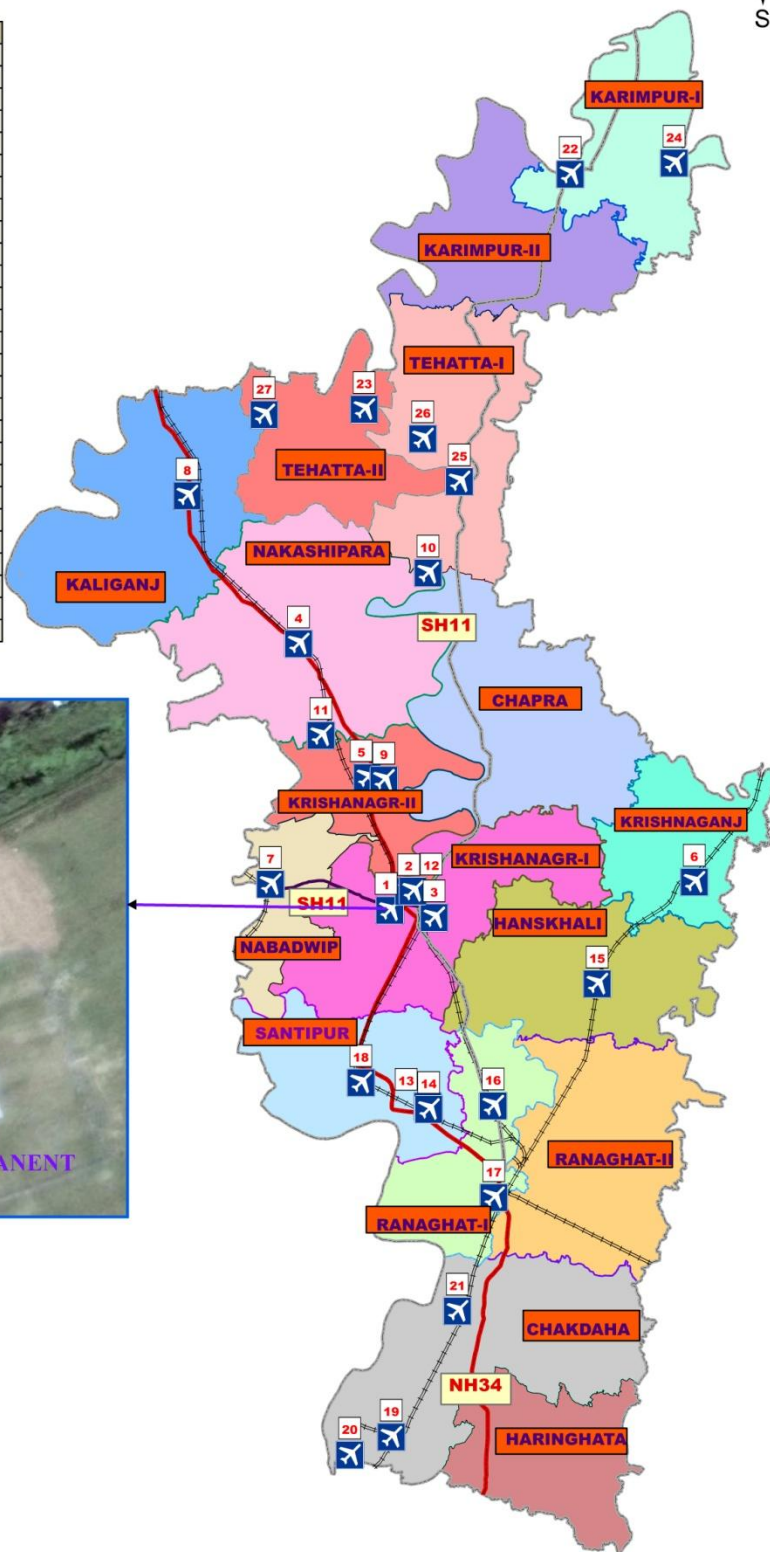 S
KARIMPUR-I
22
24
KARIMPUR-II
TEHATTA-I
27
23
26
TEHATTA-II
25
8
NAKASHIPARA
10
KALIGANJ
4
SH11
CHAPRA
11
5
9
KRISHANAGR-II
KRISHNAGANJ
KRISHANAGR-I
7
2
12
6
1
3
SH11
HANSKHALI
NABADWIP
15
SANTIPUR
18
13
14
16
ANENT
RANAGHAT-II
17
RANAGHAT-I
21
CHAKDAHA
NH34
19
20
HARINGHATA